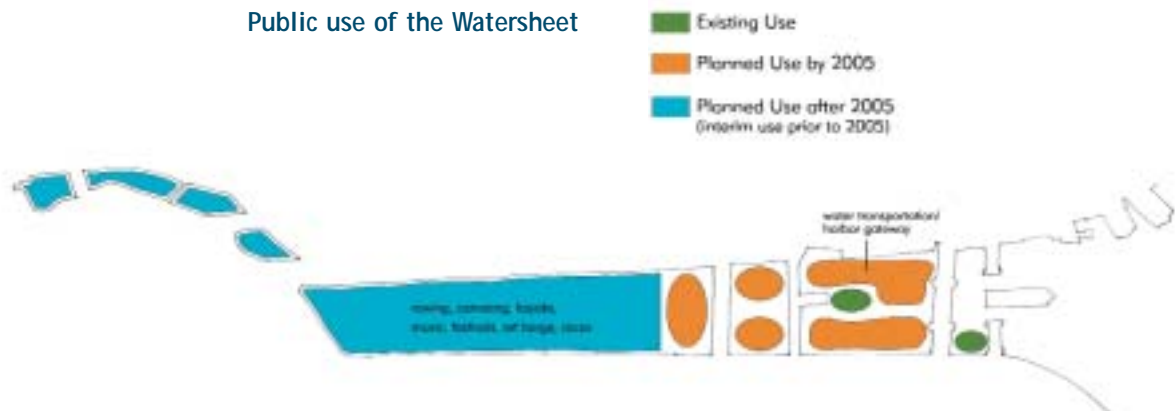 Public use of the Watersheet
Existing Use
Planned Use by 2005
Planned Use after 2005
(interim use prior to 2005)
water transportation/
harbor gateway
rowing, canoeing, kayaks,
music, festivals, art barge, races